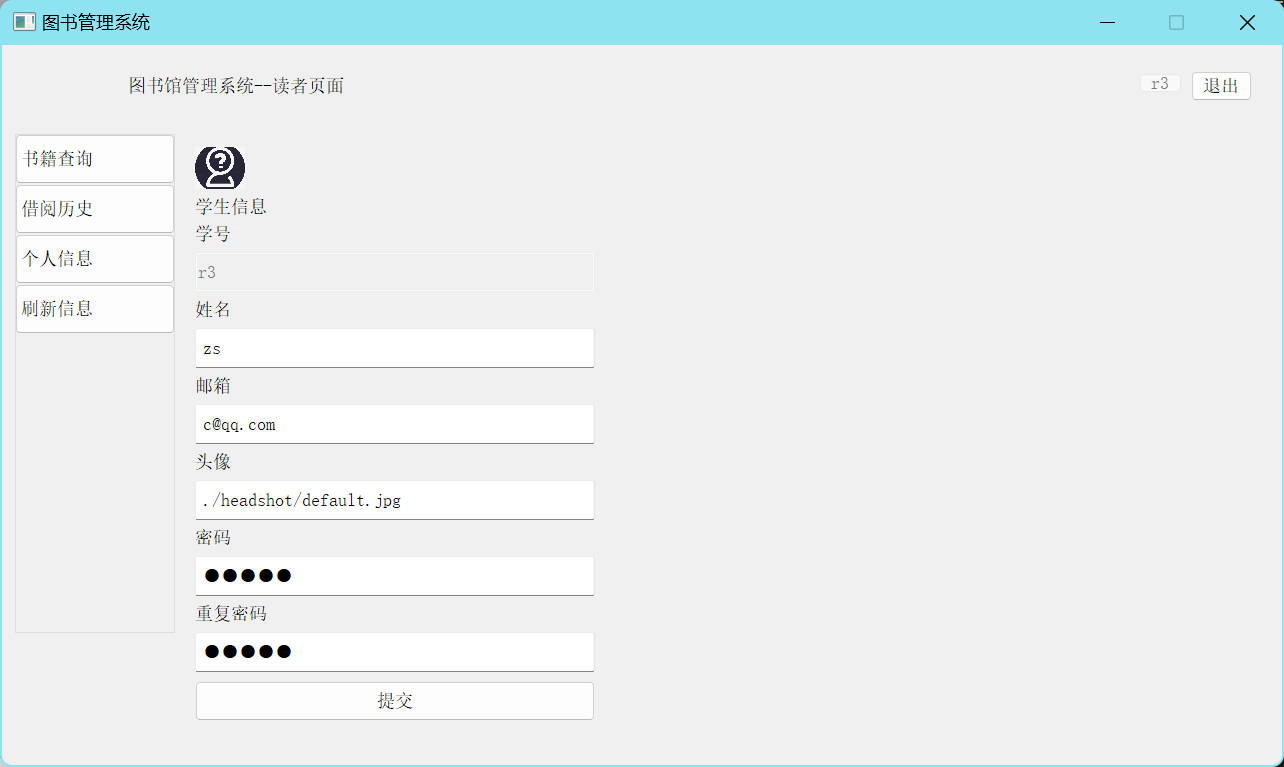 图书管理系统
图书馆管理系统--读者页面
r3
退出
书籍查询
借阅历史
个人信息
刷新信息
学生信息
学号
r3
姓名
zs
邮箱
c@qq.com
头像
./headshot/default.jpg
密码
●●●●●
重复密码
●●●●●
提交